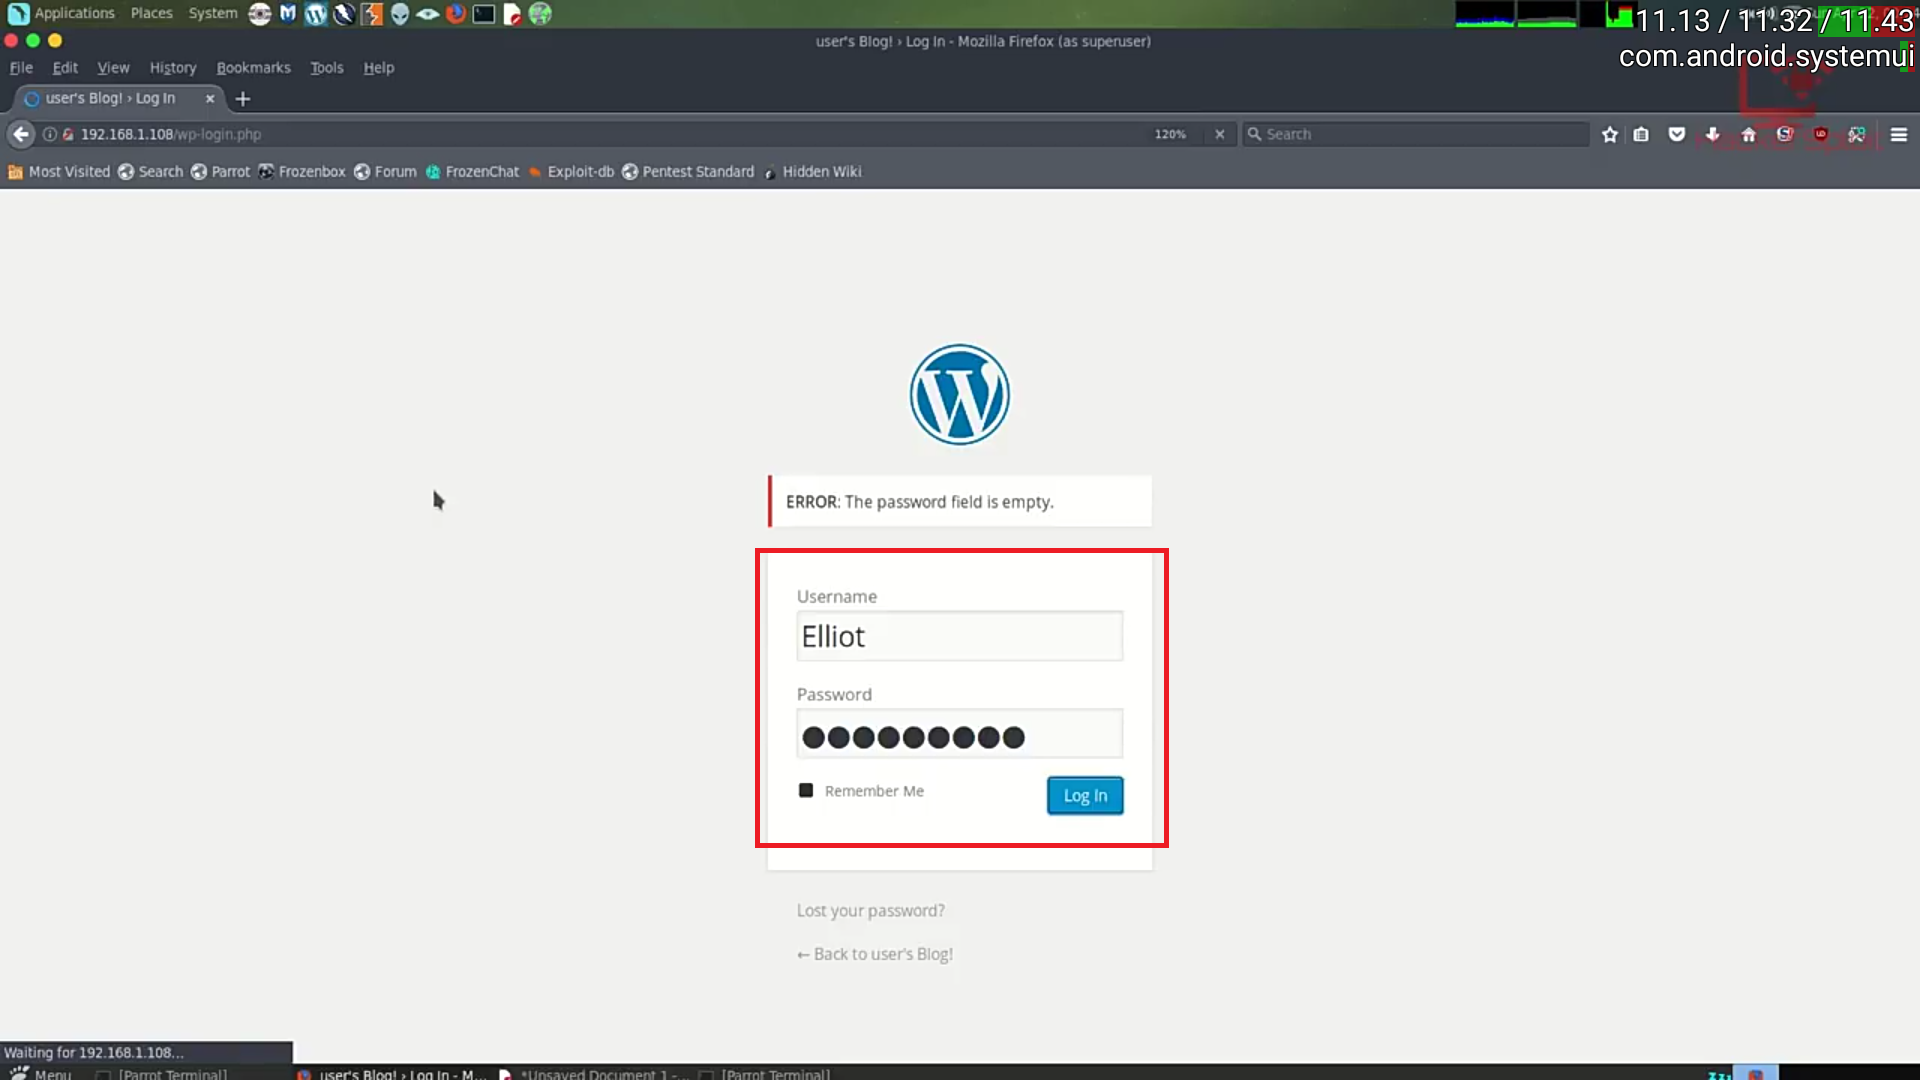 Applications Places System
11.13 / 11.32 / 11.43
user's Blog! › Log In - Mozilla Firefox (as superuser)
com.android.systemui
File Edit View History Bookmarks Tools Help
user's Blog! › Log In
192.168.1.108/wp-login.php 120% Search
Most Visited Search Parrot Frozenbox Forum FrozenChat Exploit-db Pentest Standard Hidden Wiki
ERROR: The password field is empty.
Username
Elliot
Password
Remember Me Log In
Lost your password?
← Back to user's Blog!
Waiting for 192.168.1.108...
Menu [Parrot Terminal] user's Blog! › Log In - M... *Unsaved Document 1 -... [Parrot Terminal]